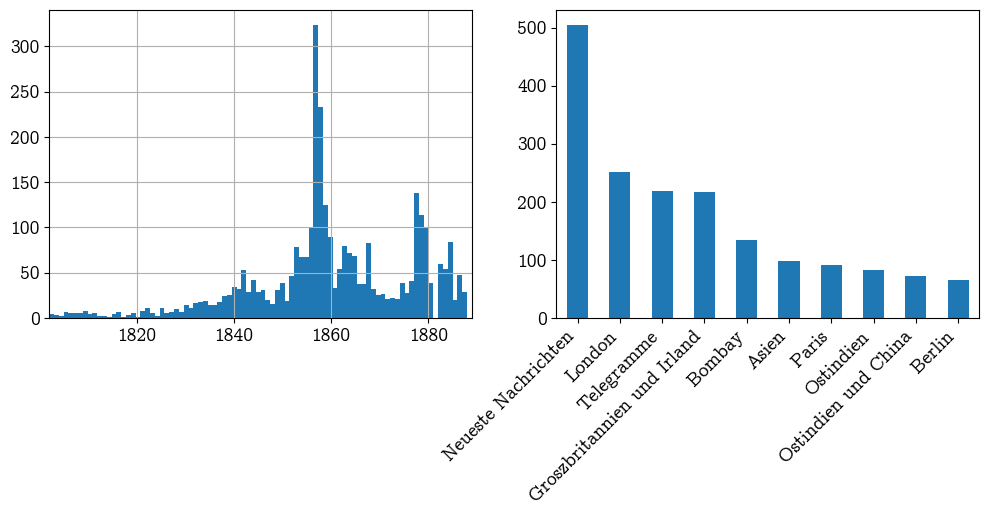 300
250
200
150
100
50
0
1820 1840 1860 1880
500
400
300
200
100
0
Neueste Nachrichten
London
Telegramme
Groszbritannien und Irland
Bombay
Asien
Paris
Ostindien
Ostindien und China
Berlin